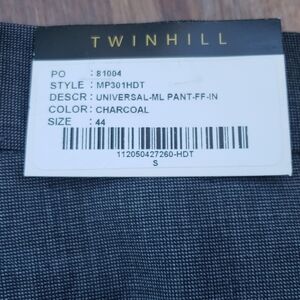 TWINHILL
PO : 81004
STYLE : MP301HDT
DESCR : UNIVERSAL-ML PANT-FF-IN
COLOR : CHARCOAL
SIZE : 44
112050427260-HDT
S